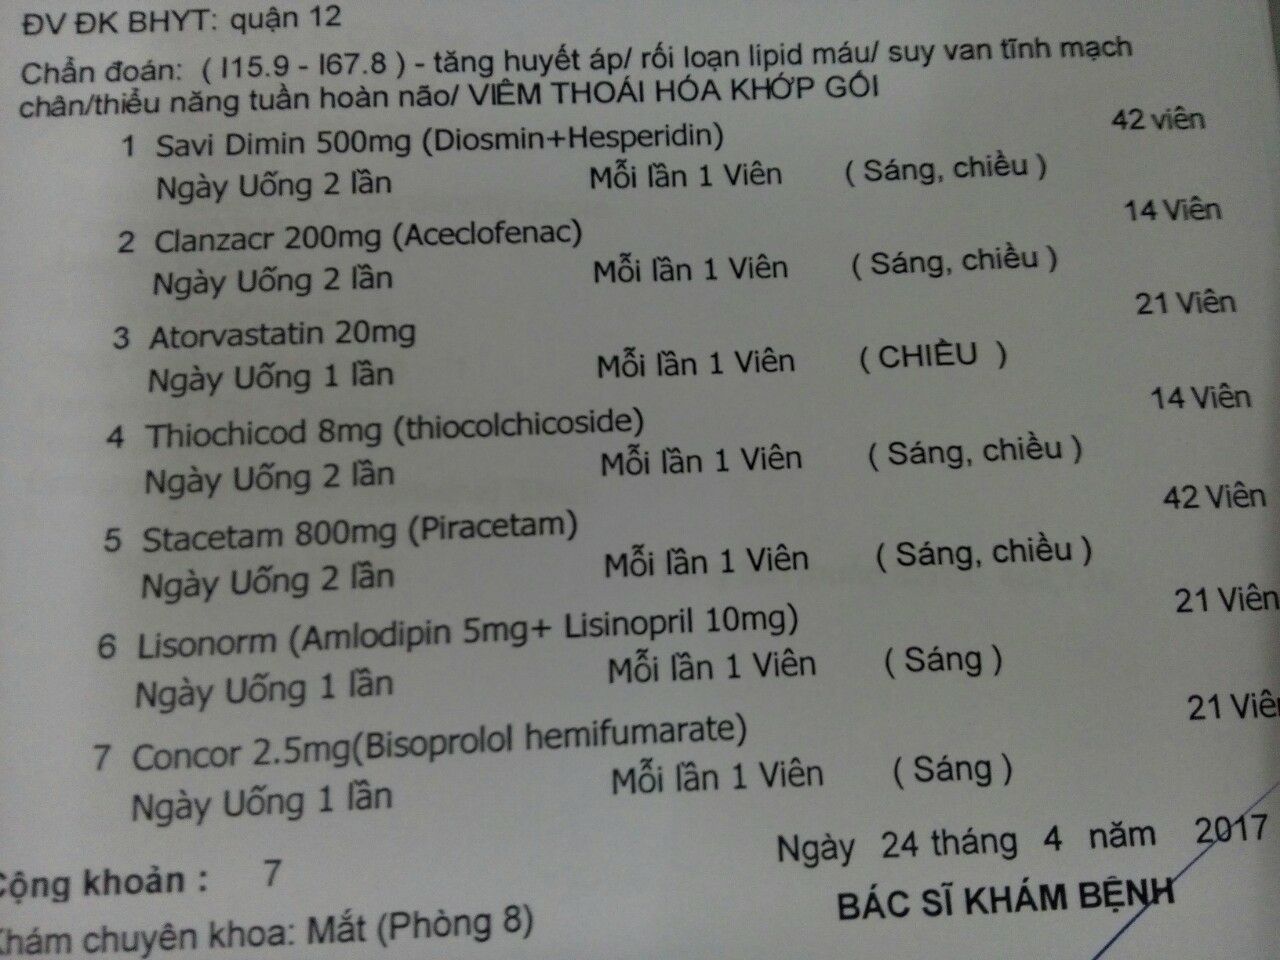 ĐV ĐK BHYT: quận 12
Chẩn đoán: ( I15.9 - I67.8 ) - tăng huyết áp/ rối loạn lipid máu/ suy van tĩnh mạch
chân/thiểu năng tuần hoàn não/ VIÊM THOÁI HÓA KHỚP GỐI
1 Savi Dimin 500mg (Diosmin+Hesperidin) 42 viên
Ngày Uống 2 lần Mỗi lần 1 Viên ( Sáng, chiều )
2 Clanzacr 200mg (Aceclofenac) 14 Viên
Ngày Uống 2 lần Mỗi lần 1 Viên ( Sáng, chiều )
3 Atorvastatin 20mg 21 Viên
Ngày Uống 1 lần Mỗi lần 1 Viên ( CHIỀU )
4 Thiochicod 8mg (thiocolchicoside) 14 Viên
Ngày Uống 2 lần Mỗi lần 1 Viên ( Sáng, chiều )
5 Stacetam 800mg (Piracetam) 42 Viên
Ngày Uống 2 lần Mỗi lần 1 Viên ( Sáng, chiều )
6 Lisonorm (Amlodipin 5mg+ Lisinopril 10mg) 21 Viên
Ngày Uống 1 lần Mỗi lần 1 Viên ( Sáng )
7 Concor 2.5mg(Bisoprolol hemifumarate) 21 Viên
Ngày Uống 1 lần Mỗi lần 1 Viên ( Sáng )
Ngày 24 tháng 4 năm 2017
Cộng khoản : 7
BÁC SĨ KHÁM BỆNH
Khám chuyên khoa: Mắt (Phòng 8)